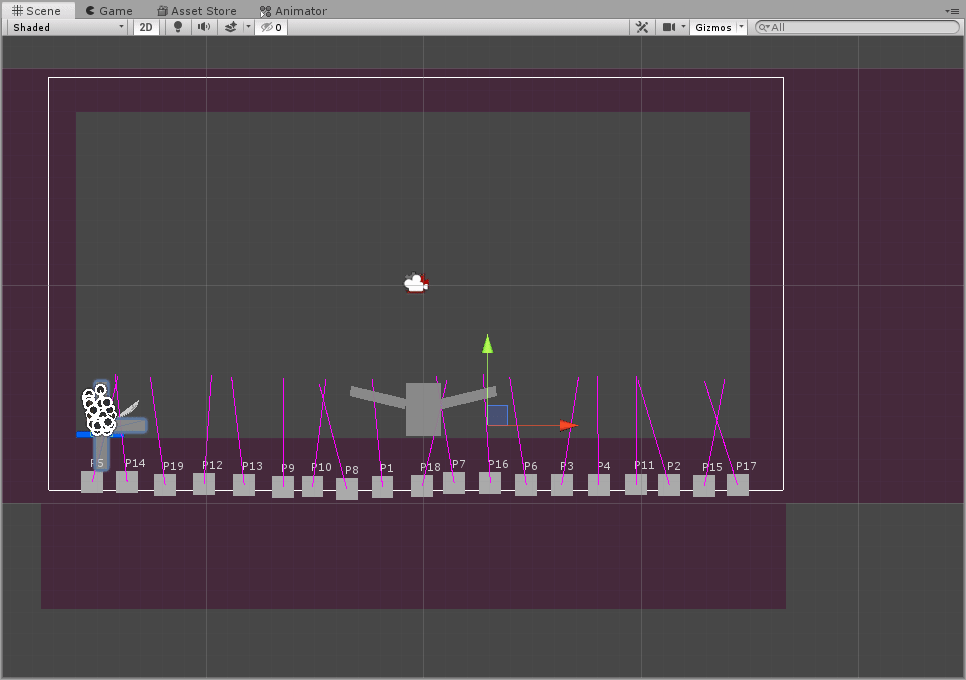 Scene Game Asset Store Animator
Shaded 2D 0 Gizmos All
P5 P14 P19 P12 P13 P9 P10 P8 P1 P18 P7 P16 P6 P3 P4 P11 P2 P15 P17